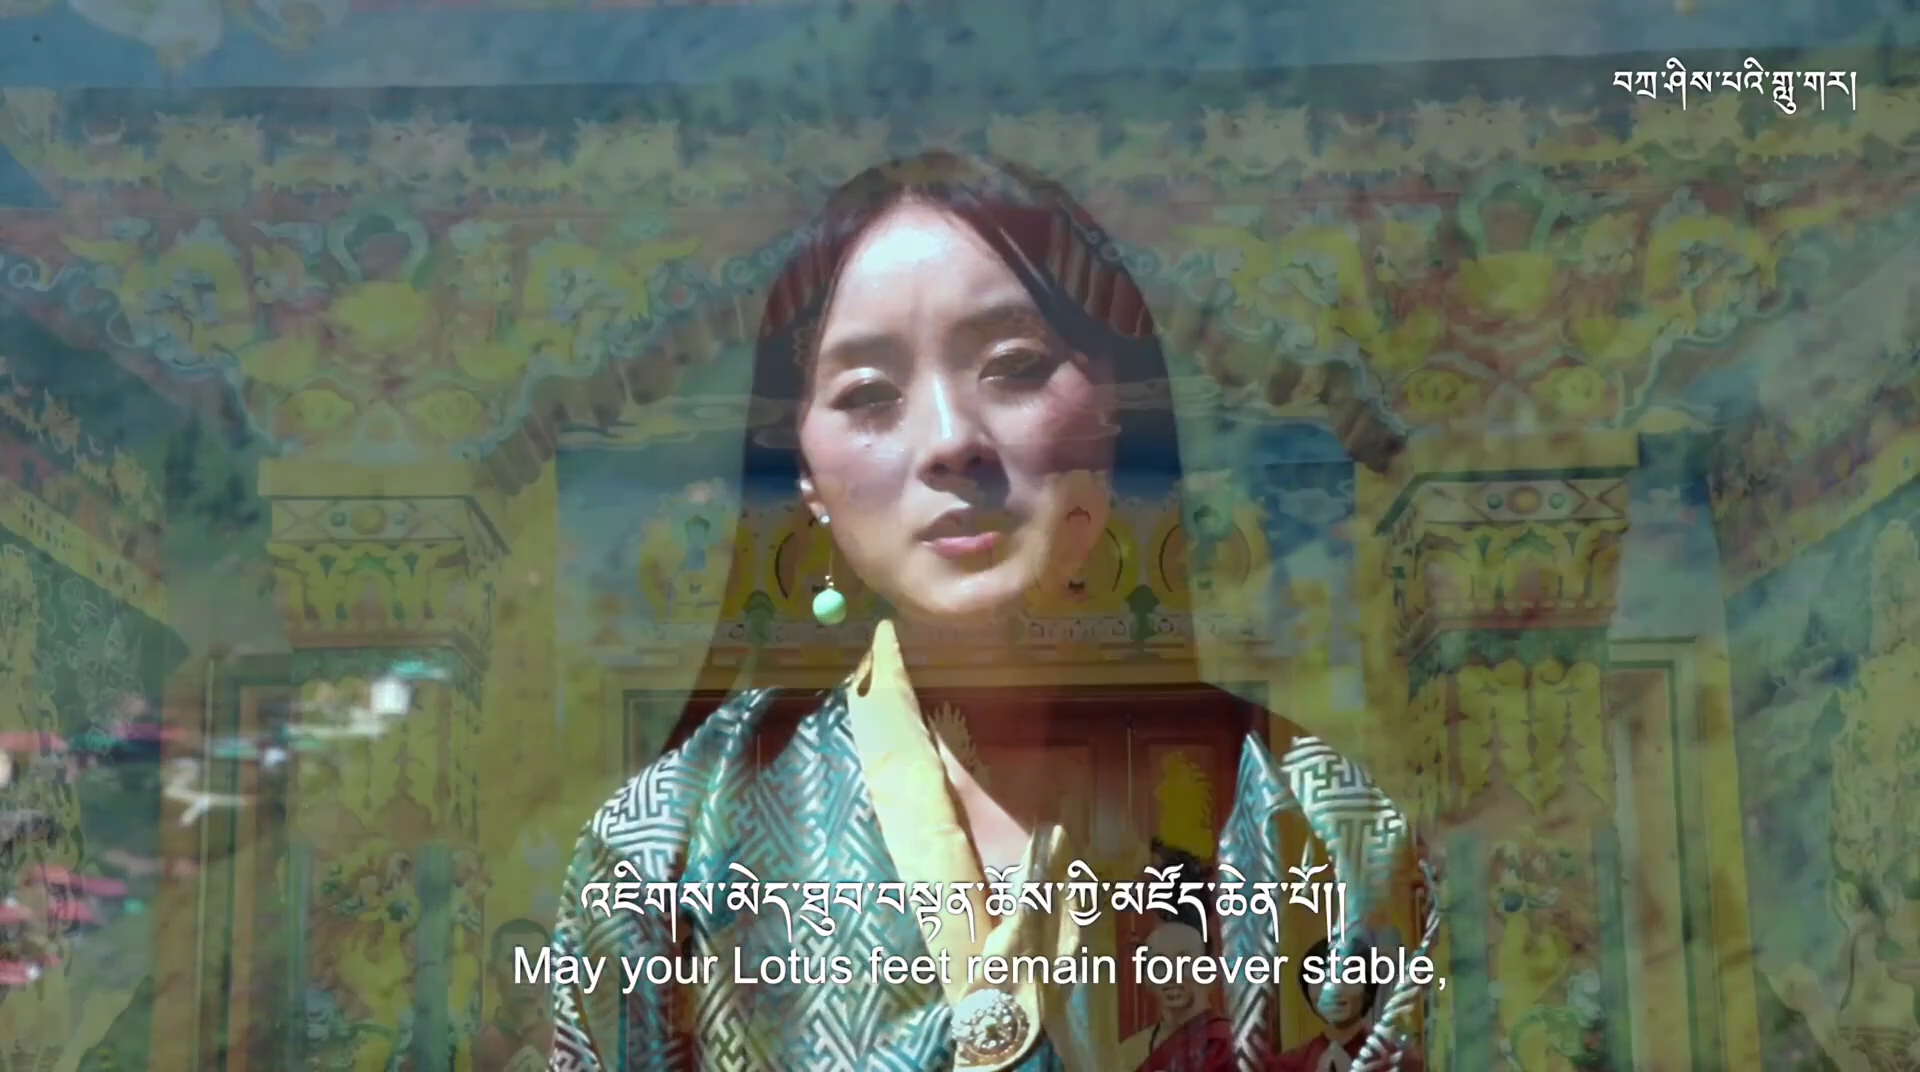 བཀྲ་ཤིས་པའི་གླུ་གར།
འཇིགས་མེད་ཐུབ་བསྟན་ཆོས་ཀྱི་མཛོད་ཆེན་པོ།།
May your Lotus feet remain forever stable,